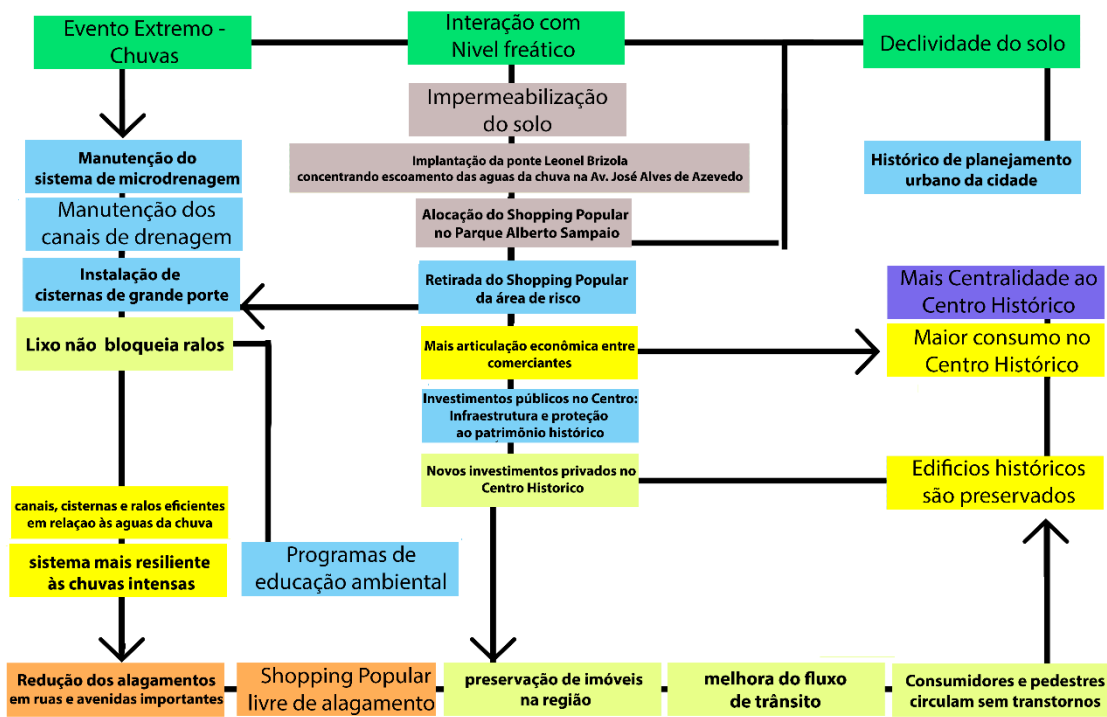 Evento Extremo -
Chuvas
Interação com
Nivel freático
Declividade do solo
Impermeabilização
do solo
Manutenção do
sistema de microdrenagem
Implantação da ponte Leonel Brizola
concentrando escoamento das aguas da chuva na Av. José Alves de Azevedo
Histórico de planejamento
urbano da cidade
Manutenção dos
canais de drenagem
Alocação do Shopping Popular
no Parque Alberto Sampaio
Instalação de
cisternas de grande porte
Retirada do Shopping Popular
da área de risco
Mais Centralidade ao
Centro Histórico
Lixo não bloqueia ralos
Mais articulação econômica entre
comerciantes
Maior consumo no
Centro Histórico
Investimentos públicos no Centro:
Infraestrutura e proteção
ao patrimônio histórico
Novos investimentos privados no
Centro Historico
Edificios históricos
são preservados
canais, cisternas e ralos eficientes
em relaçao às aguas da chuva
sistema mais resiliente
às chuvas intensas
Programas de
educação ambiental
Redução dos alagamentos
em ruas e avenidas importantes
Shopping Popular
livre de alagamento
preservação de imóveis
na região
melhora do fluxo
de trânsito
Consumidores e pedestres
circulam sem transtornos